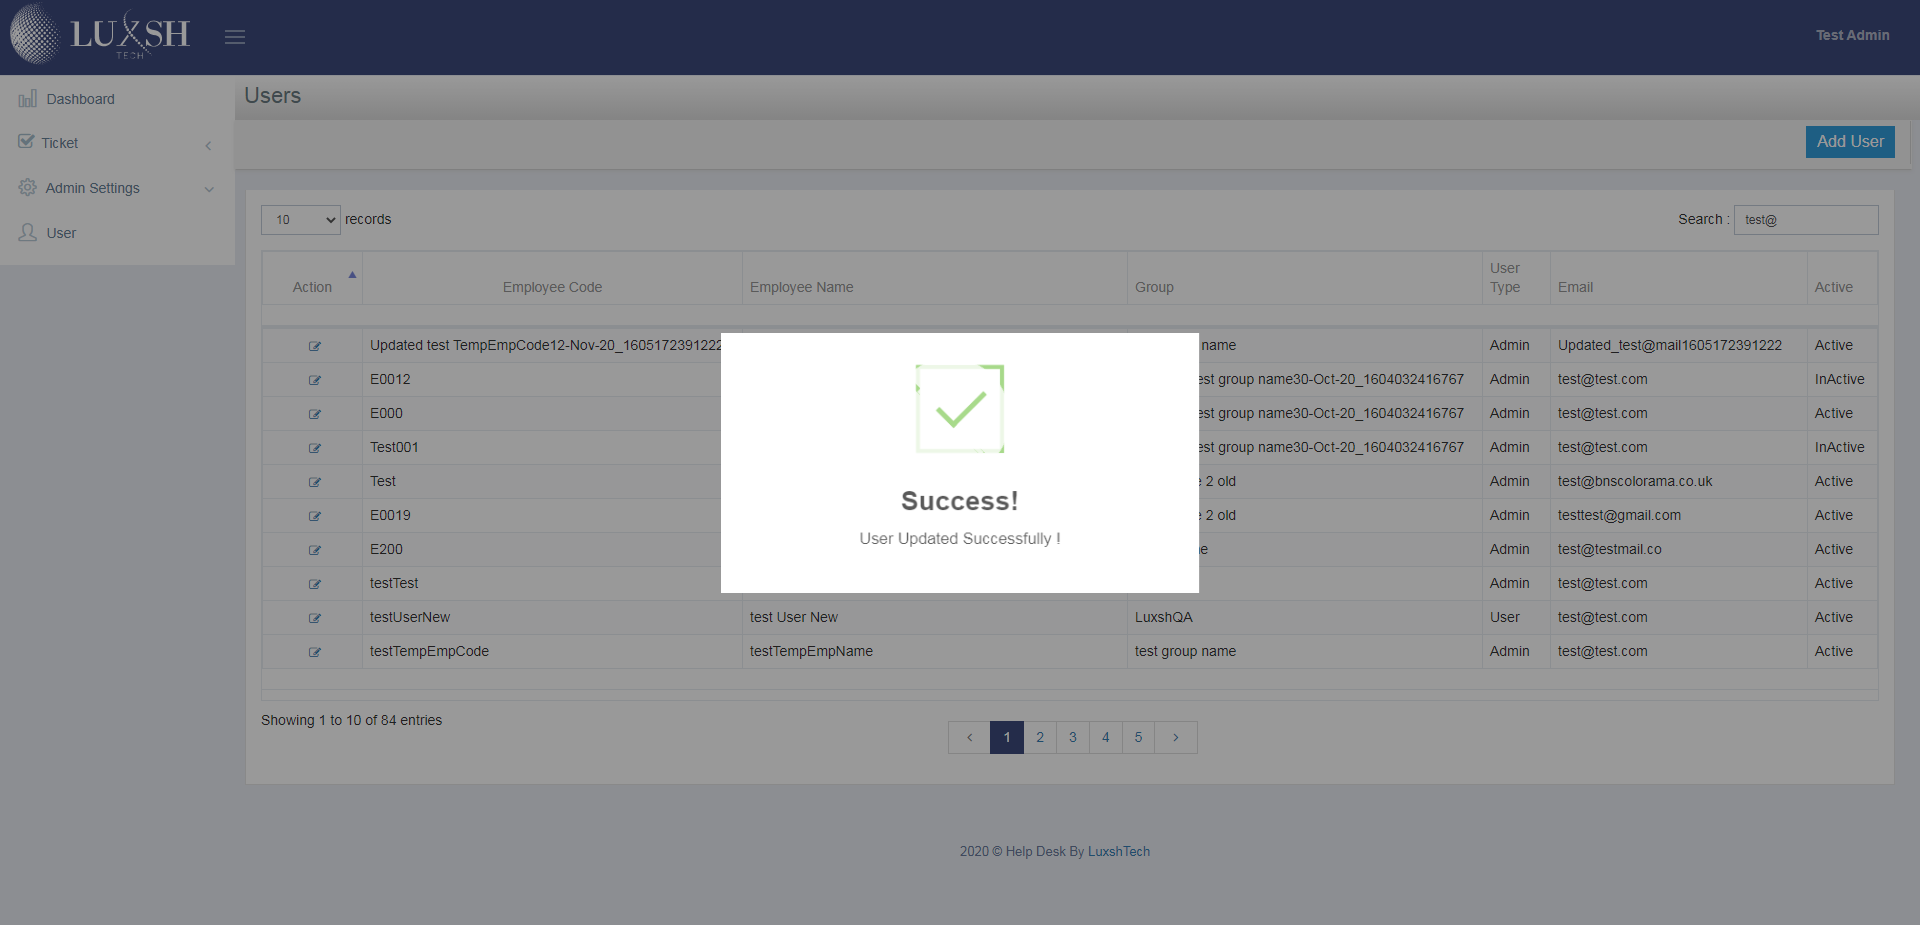 LUXSH
TECH
Test Admin
Dashboard
Ticket
Admin Settings
User
Users
Add User
10 records
Search : test@
Action Employee Code Employee Name Group User Type Email Active
Updated test TempEmpCode12-Nov-20_1605172391222 name Admin Updated_test@mail1605172391222 Active
E0012 est group name30-Oct-20_1604032416767 Admin test@test.com InActive
E000 est group name30-Oct-20_1604032416767 Admin test@test.com Active
Test001 est group name30-Oct-20_1604032416767 Admin test@test.com InActive
Test 2 old Admin test@bnscolorama.co.uk Active
E0019 2 old Admin testtest@gmail.com Active
E200 Admin test@testmail.co Active
testTest Admin test@test.com Active
testUserNew test User New LuxshQA User test@test.com Active
testTempEmpCode testTempEmpName test group name Admin test@test.com Active
Success!
User Updated Successfully !
Showing 1 to 10 of 84 entries
< 1 2 3 4 5 >
2020 © Help Desk By LuxshTech